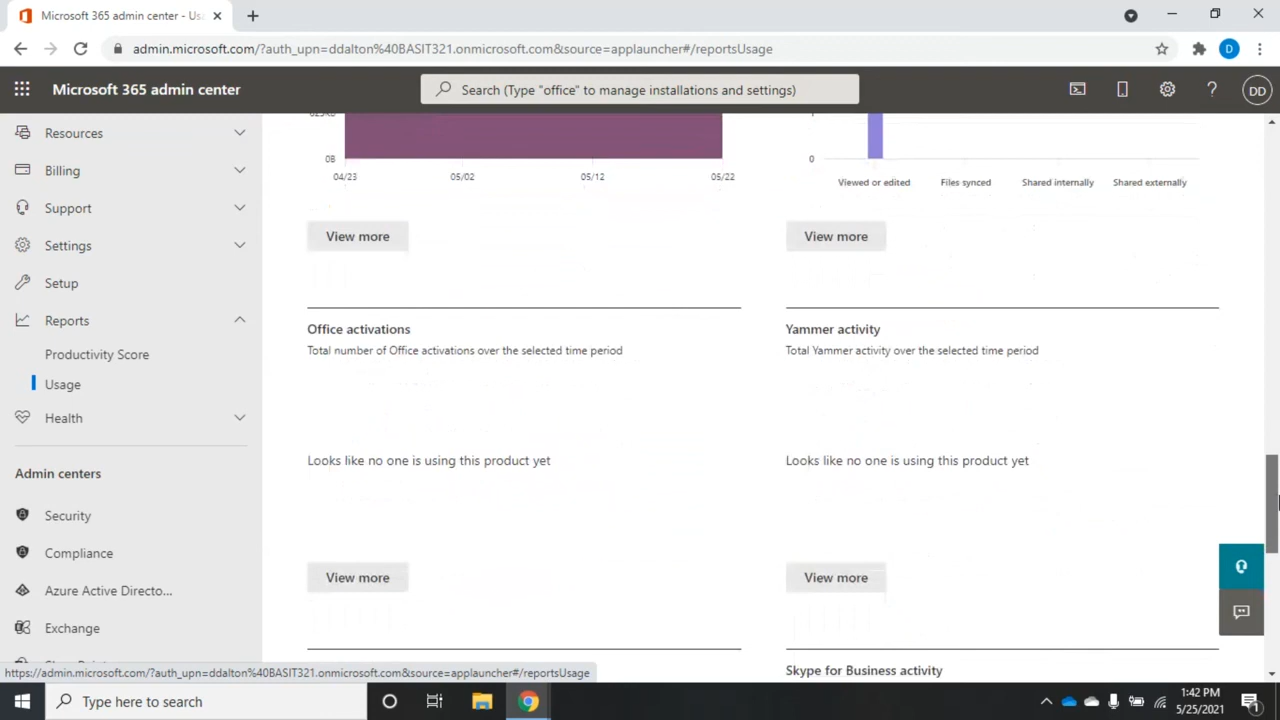 Microsoft 365 admin center - Usa
admin.microsoft.com/?auth_upn=ddalton%40BASIT321.onmicrosoft.com&source=applauncher#/reportsUsage
D
Microsoft 365 admin center
Search (Type "office" to manage installations and settings)
DD
Resources
Billing
Support
Settings
Setup
Reports
Productivity Score
Usage
Health
Admin centers
Security
Compliance
Azure Active Directo...
Exchange
0B
04/23
05/02
05/12
05/22
View more
0
Viewed or edited
Files synced
Shared internally
Shared externally
View more
Office activations
Total number of Office activations over the selected time period
Looks like no one is using this product yet
View more
Yammer activity
Total Yammer activity over the selected time period
Looks like no one is using this product yet
View more
Skype for Business activity
https://admin.microsoft.com/?auth_upn=ddalton%40BASIT321.onmicrosoft.com&source=applauncher#/reportsUsage
Type here to search
1:42 PM
5/25/2021
1